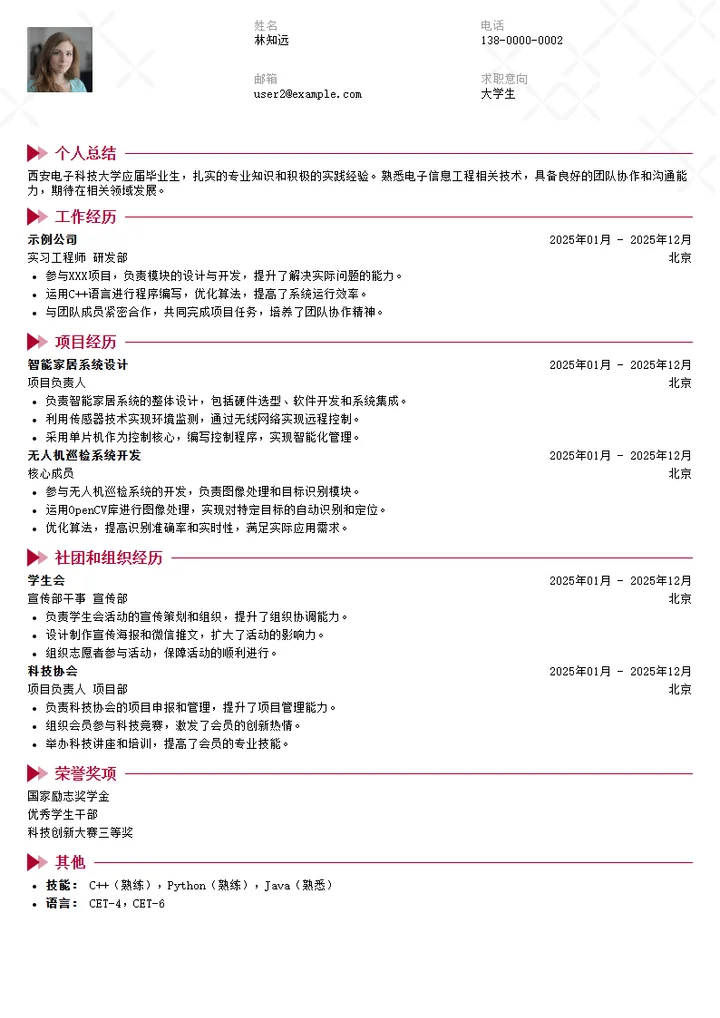 姓名
林知远
电话
138-0000-0002
邮箱
user2@example.com
求职意向
大学生
个人总结
西安电子科技大学应届毕业生，扎实的专业知识和积极的实践经验。熟悉电子信息工程相关技术，具备良好的团队协作和沟通能
力，期待在相关领域发展。
工作经历
示例公司 2025年01月 - 2025年12月
实习工程师 研发部 北京
• 参与XXX项目，负责模块的设计与开发，提升了解决实际问题的能力。
• 运用C++语言进行程序编写，优化算法，提高了系统运行效率。
• 与团队成员紧密合作，共同完成项目任务，培养了团队协作精神。
项目经历
智能家居系统设计 2025年01月 - 2025年12月
项目负责人 北京
• 负责智能家居系统的整体设计，包括硬件选型、软件开发和系统集成。
• 利用传感器技术实现环境监测，通过无线网络实现远程控制。
• 采用单片机作为控制核心，编写控制程序，实现智能化管理。
无人机巡检系统开发 2025年01月 - 2025年12月
核心成员 北京
• 参与无人机巡检系统的开发，负责图像处理和目标识别模块。
• 运用OpenCV库进行图像处理，实现对特定目标的自动识别和定位。
• 优化算法，提高识别准确率和实时性，满足实际应用需求。
社团和组织经历
学生会 2025年01月 - 2025年12月
宣传部干事 宣传部 北京
• 负责学生会活动的宣传策划和组织，提升了组织协调能力。
• 设计制作宣传海报和微信推文，扩大了活动的影响力。
• 组织志愿者参与活动，保障活动的顺利进行。
科技协会 2025年01月 - 2025年12月
项目负责人 项目部 北京
• 负责科技协会的项目申报和管理，提升了项目管理能力。
• 组织会员参与科技竞赛，激发了会员的创新热情。
• 举办科技讲座和培训，提高了会员的专业技能。
荣誉奖项
国家励志奖学金
优秀学生干部
科技创新大赛三等奖
其他
• 技能： C++（熟练），Python（熟练），Java（熟悉）
• 语言： CET-4，CET-6